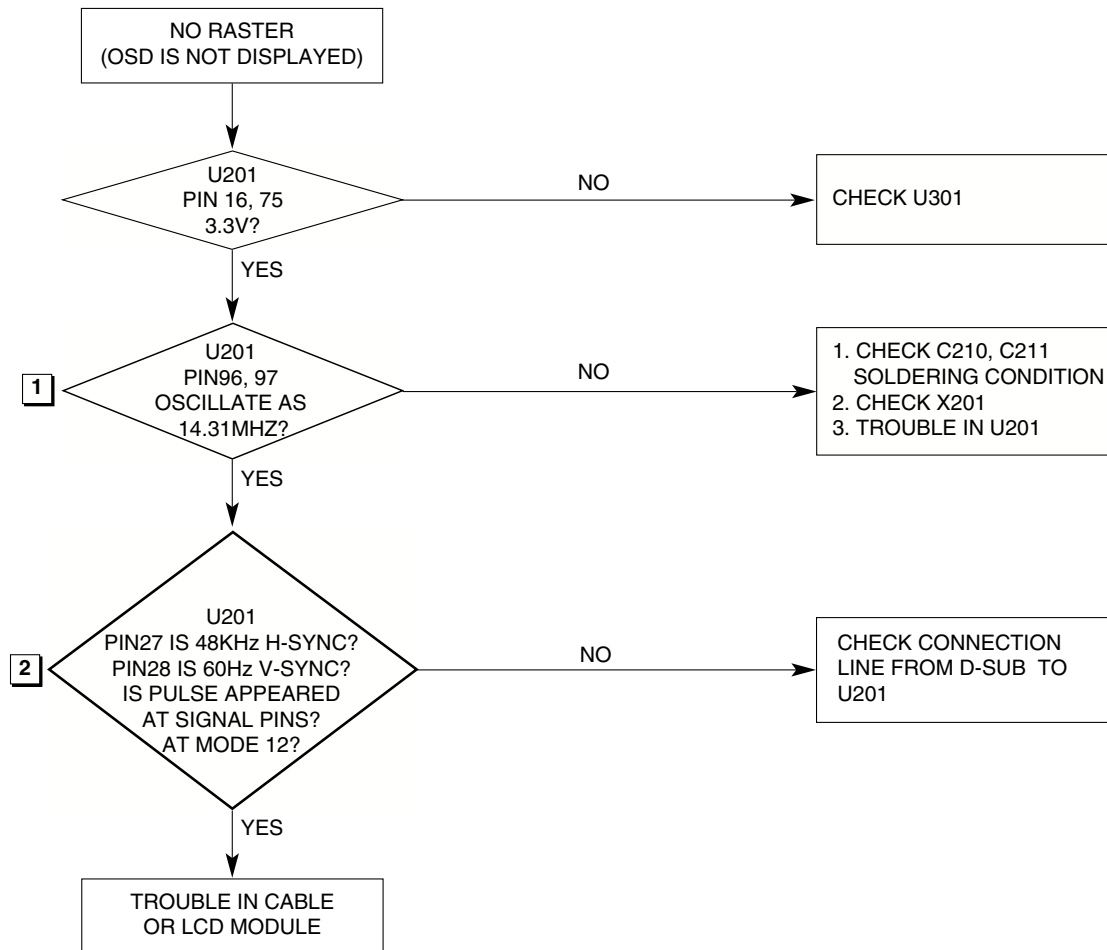 NO RASTER
(OSD IS NOT DISPLAYED)
U201
PIN 16, 75
3.3V?
NO
CHECK U301
YES
1
U201
PIN96, 97
OSCILLATE AS
14.31MHZ?
NO
1. CHECK C210, C211
SOLDERING CONDITION
2. CHECK X201
3. TROUBLE IN U201
YES
2
U201
PIN27 IS 48KHz H-SYNC?
PIN28 IS 60Hz V-SYNC?
IS PULSE APPEARED
AT SIGNAL PINS?
AT MODE 12?
NO
CHECK CONNECTION
LINE FROM D-SUB TO
U201
YES
TROUBLE IN CABLE
OR LCD MODULE